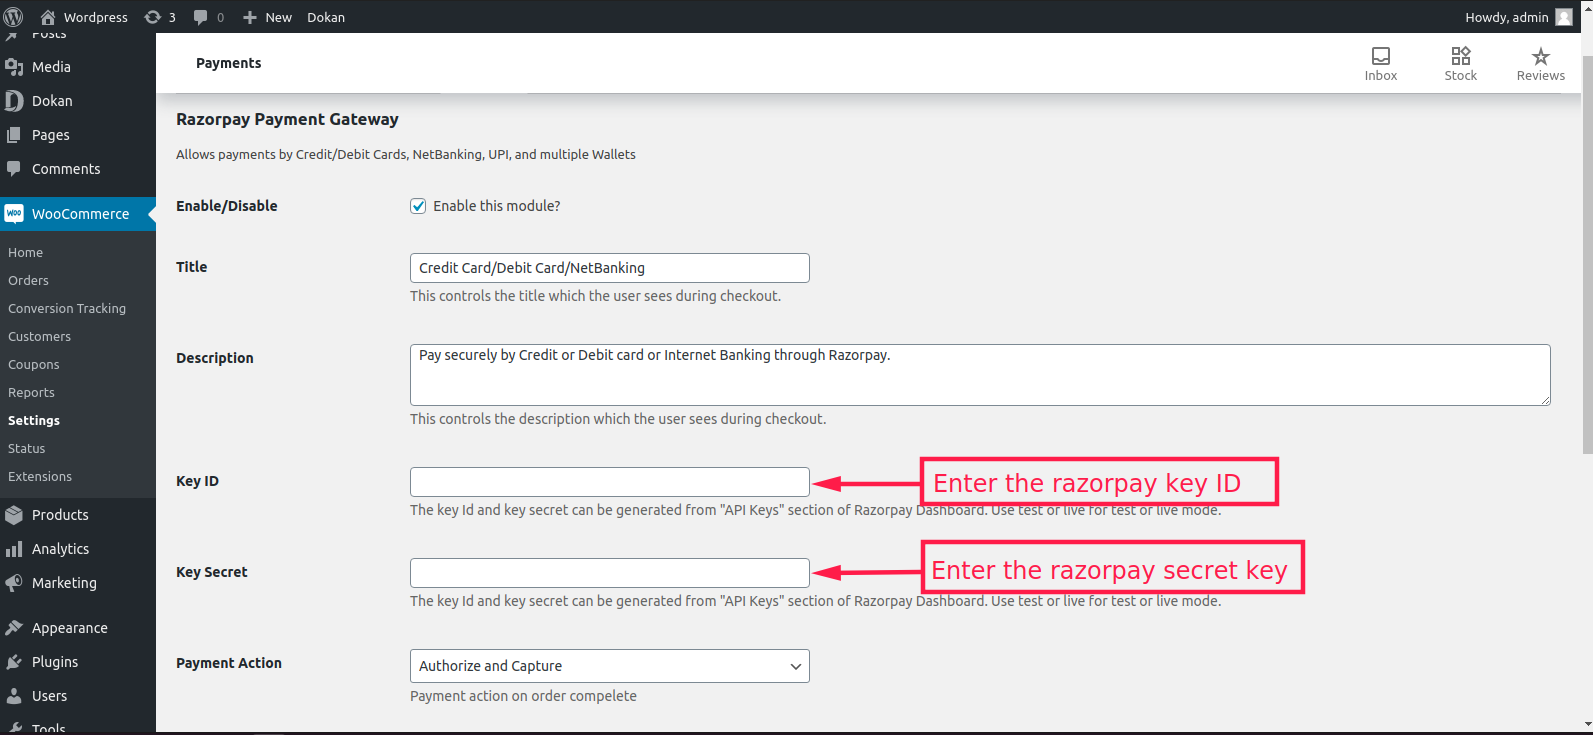 Wordpress 3 0 New Dokan Howdy, admin
Posts
Media
Dokan
Pages
Comments
WooCommerce
Home
Orders
Conversion Tracking
Customers
Coupons
Reports
Settings
Status
Extensions
Products
Analytics
Marketing
Appearance
Plugins
Users
Tools
Payments
Inbox Stock Reviews
Razorpay Payment Gateway
Allows payments by Credit/Debit Cards, NetBanking, UPI, and multiple Wallets
Enable/Disable Enable this module?
Title Credit Card/Debit Card/NetBanking
This controls the title which the user sees during checkout.
Description Pay securely by Credit or Debit card or Internet Banking through Razorpay.
This controls the description which the user sees during checkout.
Key ID Enter the razorpay key ID
The key Id and key secret can be generated from "API Keys" section of Razorpay Dashboard. Use test or live for test or live mode.
Key Secret Enter the razorpay secret key
The key Id and key secret can be generated from "API Keys" section of Razorpay Dashboard. Use test or live for test or live mode.
Payment Action Authorize and Capture
Payment action on order compelete